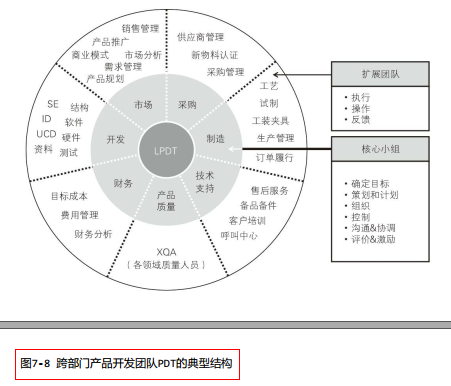 销售管理
产品推广
商业模式 市场分析
需求管理
产品规划
供应商管理
新物料认证
采购管理
工艺
试制
工装夹具
生产管理
订单履行
售后服务
备品备件
客户培训
呼叫中心
XQA
(各领域质量人员)
目标成本
费用管理
财务分析
SE 结构
ID 软件
UCD 硬件
资料 测试
市场
采购
开发
制造
LPDT
财务
技术
支持
产品
质量
扩展团队
• 执行
• 操作
• 反馈
核心小组
• 确定目标
• 策划和计划
• 组织
• 控制
• 沟通&协调
• 评价&激励
图7-8 跨部门产品开发团队PDT的典型结构